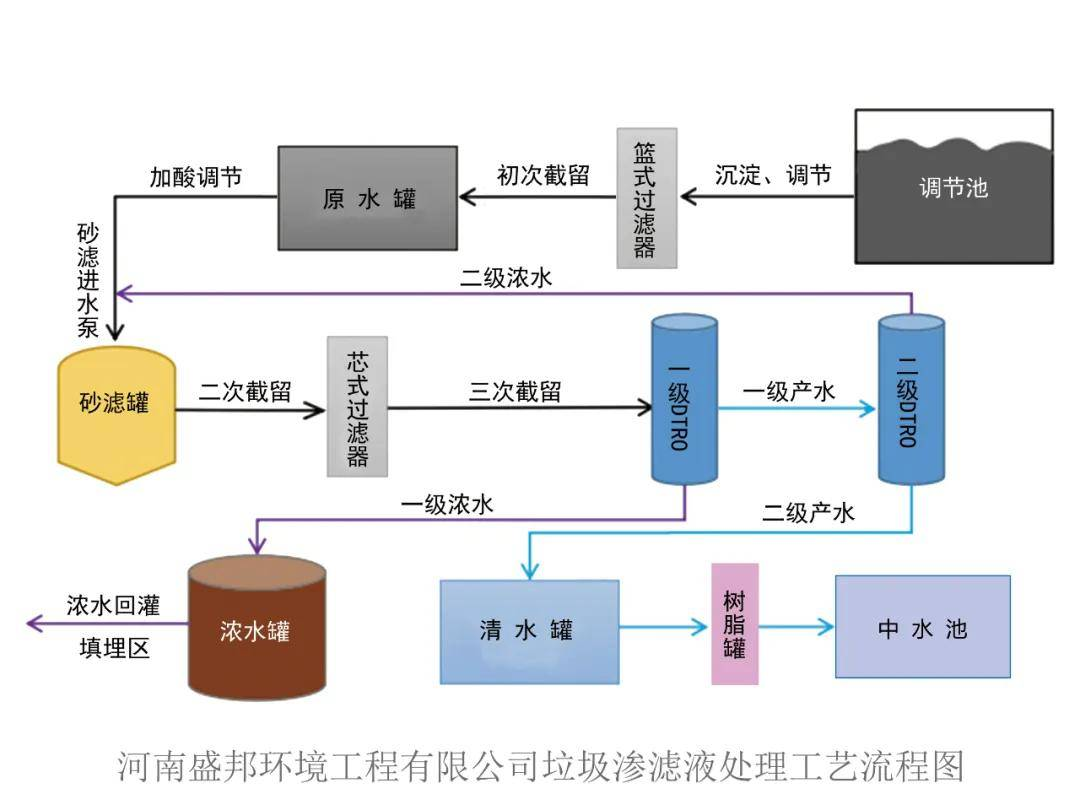 加酸调节
原水罐
初次截留
篮式过滤器
沉淀、调节
调节池
砂滤进水泵
二级浓水
砂滤罐
二次截留
芯式过滤器
三次截留
一级DTRO
一级产水
二级DTRO
一级浓水
二级产水
浓水回灌
填埋区
浓水罐
清水罐
树脂罐
中水池
河南盛邦环境工程有限公司垃圾渗滤液处理工艺流程图